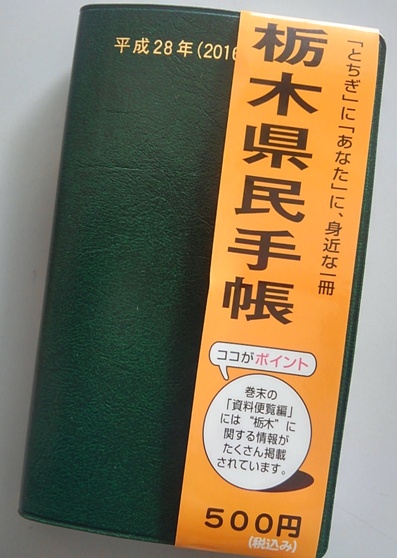 平成28年(2016
「とちぎ」に「あなた」に、身近な一冊
栃木県民手帳
ココがポイント
巻末の
「資料便覧編」
には“栃木”に
関する情報が
たくさん掲載
されています。
500円
(税込み)